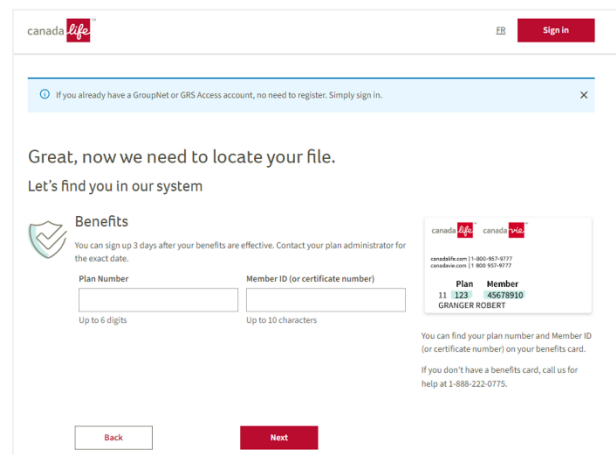 canada life™
FR
Sign in
If you already have a GroupNet or GRS Access account, no need to register. Simply sign in.
Great, now we need to locate your file.
Let's find you in our system
Benefits
You can sign up 3 days after your benefits are effective. Contact your plan administrator for
the exact date.
Plan Number
Member ID (or certificate number)
Up to 6 digits
Up to 10 characters
canada life canada vie
canadalife.com | 1-800-957-9777
canadavie.com | 1 800 957-9777
Plan Member
11 123 45678910
GRANGER ROBERT
You can find your plan number and Member ID
(or certificate number) on your benefits card.
If you don't have a benefits card, call us for
help at 1-888-222-0775.
Back
Next